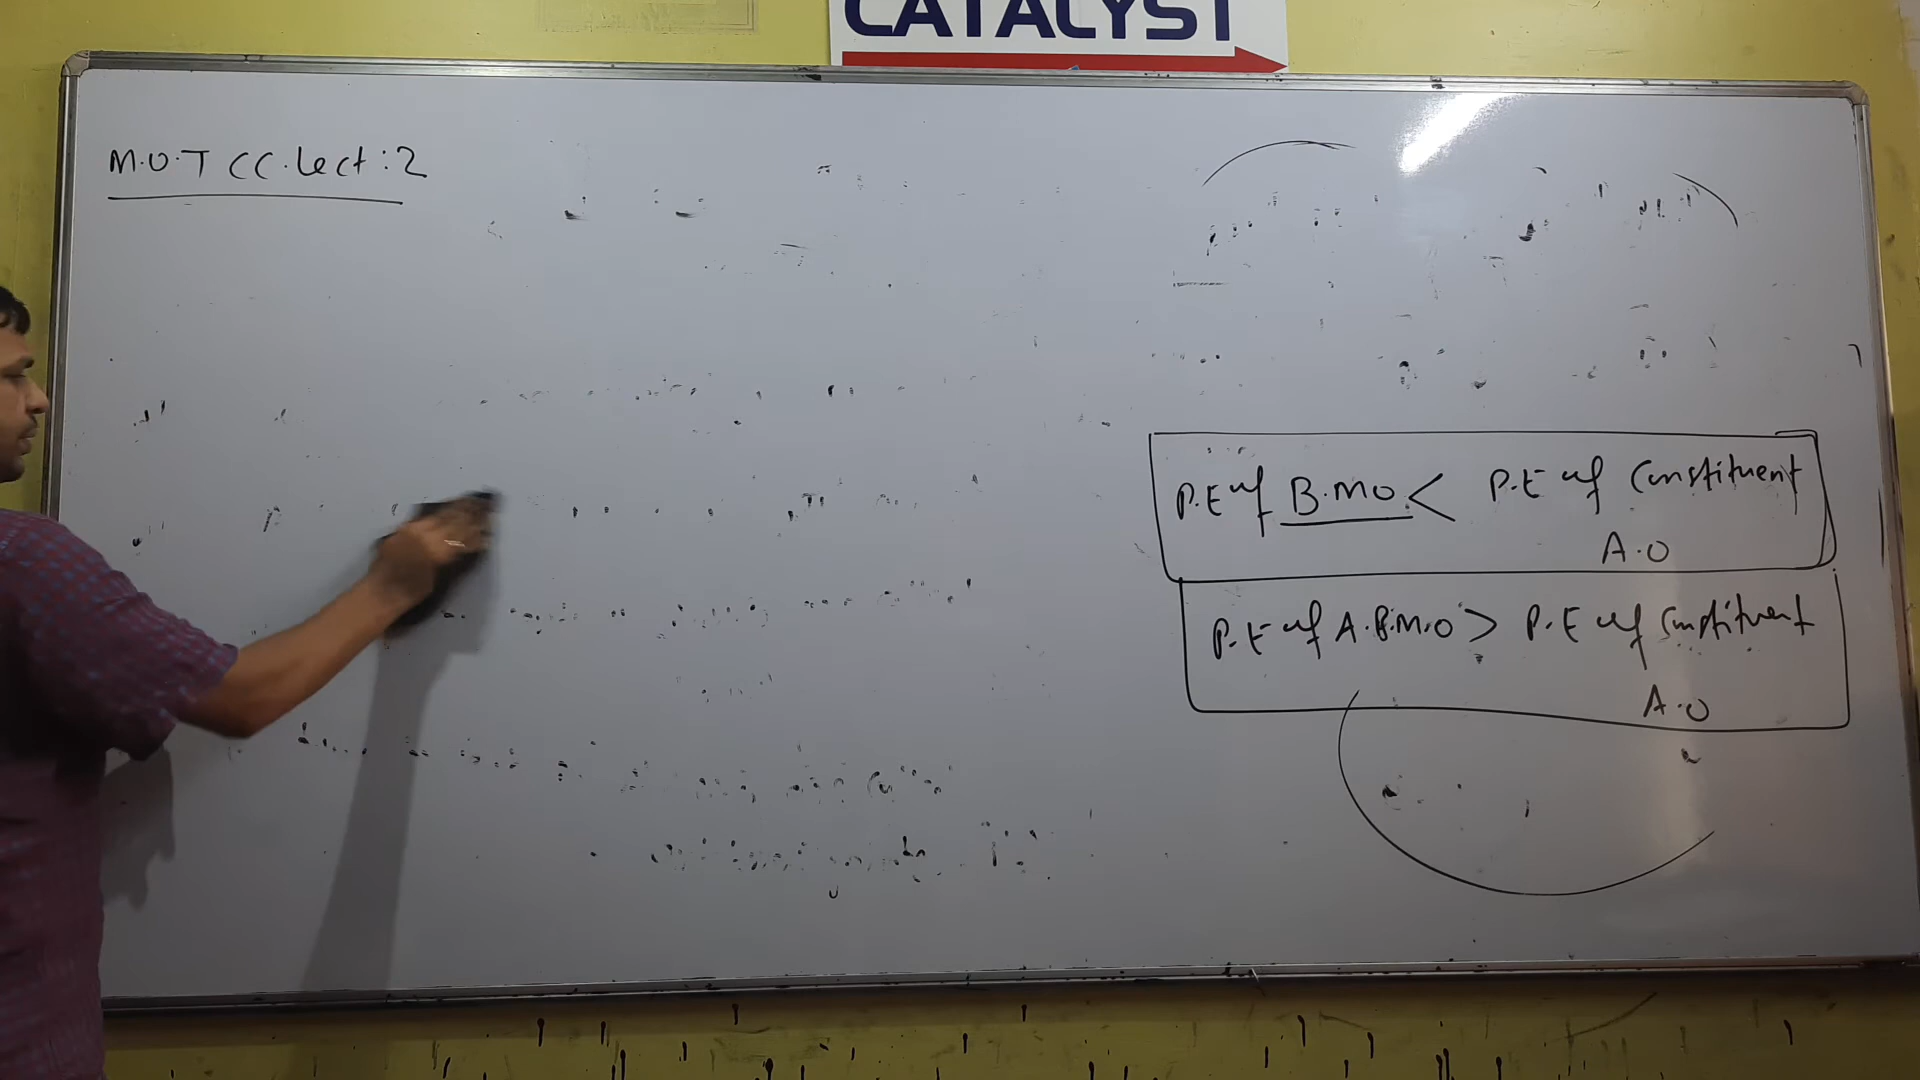 CATALYST
M.O.T CC.Lect:2
P.E of B.MO < P.E of Constituent
A.O
P.E of A.B.M.O > P.E of Constituent
A.O